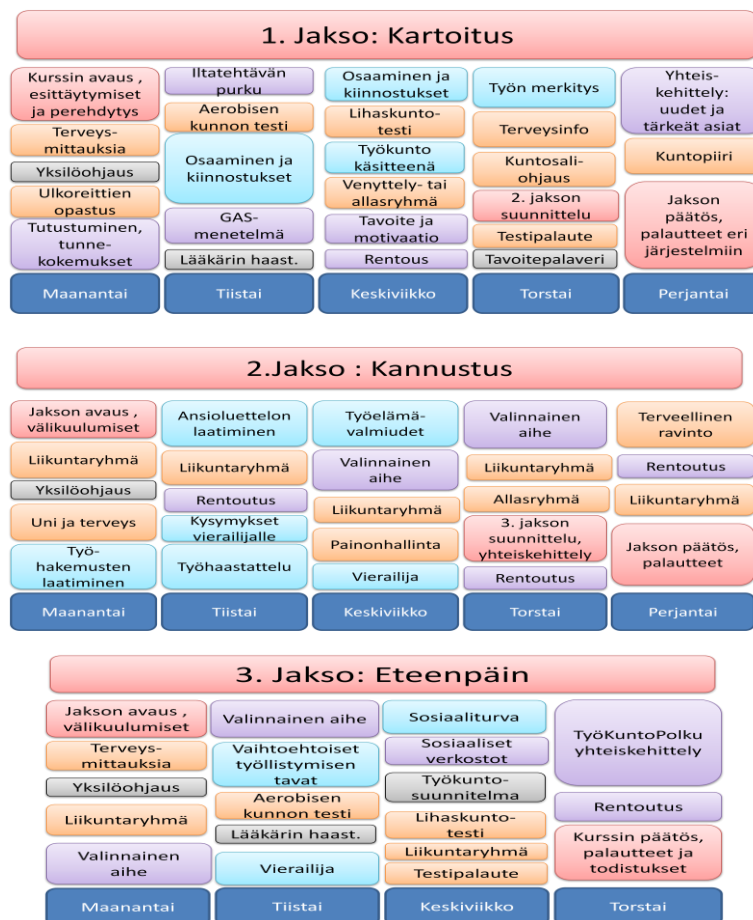 1. Jakso: Kartoitus
Kurssin avaus ,
esittäytymiset
ja perehdytys
Terveys-
mittauksia
Yksilöohjaus
Ulkoreittien
opastus
Tutustuminen,
tunne-
kokemukset
Maanantai
Iltatehtävän
purku
Aerobisen
kunnon testi
Osaaminen ja
kiinnostukset
GAS-
menetelmä
Lääkärin haast.
Tiistai
Osaaminen ja
kiinnostukset
Lihaskunto-
testi
Työkunto
käsitteenä
Venyttely- tai
allasryhmä
Tavoite ja
motivaatio
Rentous
Keskiviikko
Työn merkitys
Terveysinfo
Kuntosali-
ohjaus
2. jakson
suunnittelu
Testipalaute
Tavoitepalaveri
Torstai
Yhteis-
kehittely:
uudet ja
tärkeät asiat
Kuntopiiri
Jakson
päätös,
palautteet eri
järjestelmiin
Perjantai
2.Jakso : Kannustus
Jakson avaus ,
välikuulumiset
Liikuntaryhmä
Yksilöohjaus
Uni ja terveys
Työ-
hakemusten
laatiminen
Maanantai
Ansioluettelon
laatiminen
Liikuntaryhmä
Rentoutus
Kysymykset
vierailijalle
Työhaastattelu
Tiistai
Työelämä-
valmiudet
Valinnainen
aihe
Liikuntaryhmä
Painonhallinta
Vierailija
Keskiviikko
Valinnainen
aihe
Liikuntaryhmä
Allasryhmä
3. jakson
suunnittelu,
yhteiskehittely
Rentoutus
Torstai
Terveellinen
ravinto
Rentoutus
Liikuntaryhmä
Jakson päätös,
palautteet
Perjantai
3. Jakso: Eteenpäin
Jakson avaus ,
välikuulumiset
Terveys-
mittauksia
Yksilöohjaus
Liikuntaryhmä
Valinnainen
aihe
Maanantai
Valinnainen aihe
Vaihtoehtoiset
työllistymisen
tavat
Aerobisen
kunnon testi
Lääkärin haast.
Vierailija
Tiistai
Sosiaaliturva
Sosiaaliset
verkostot
Työkunto-
suunnitelma
Lihaskunto-
testi
Liikuntaryhmä
Testipalaute
Keskiviikko
TyöKuntoPolku
yhteiskehittely
Rentoutus
Kurssin päätös,
palautteet ja
todistukset
Torstai